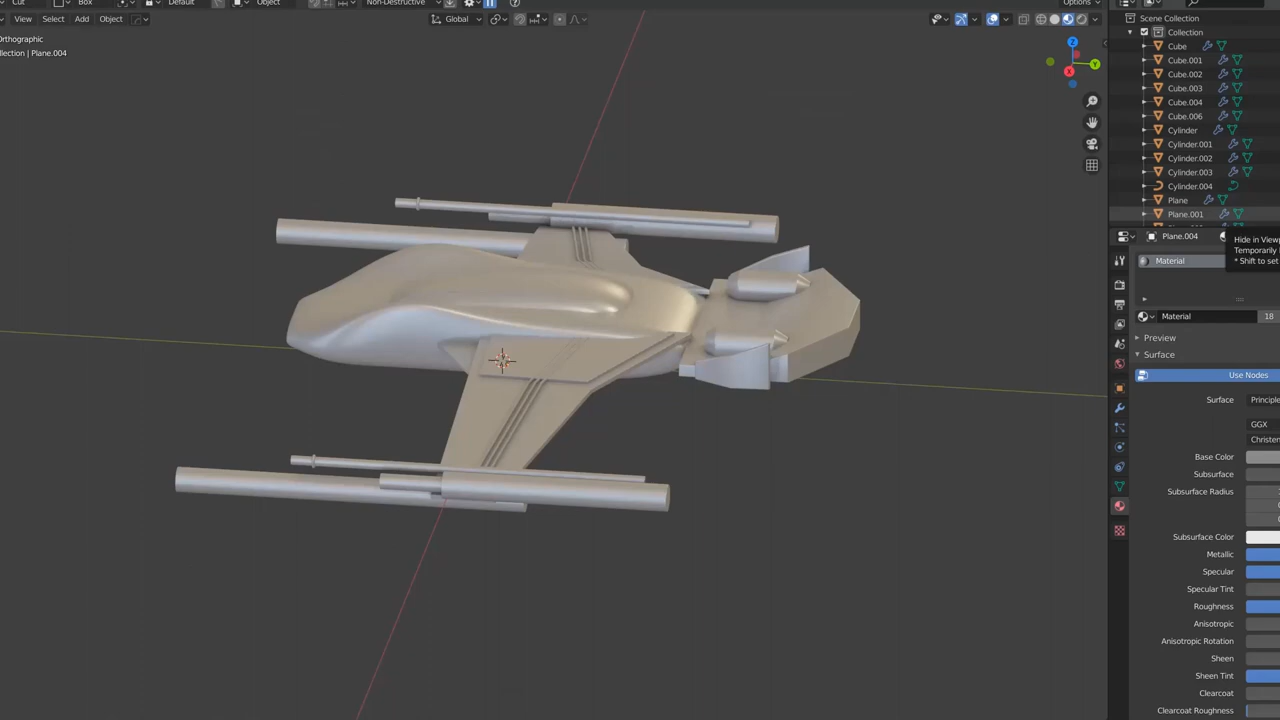 Cut Box Default Object Non-Destructive Options
View Select Add Object Global
Orthographic
Collection | Plane.004
Z
Y
X
Scene Collection
Collection
Cube
Cube.001
Cube.002
Cube.003
Cube.004
Cube.006
Cylinder
Cylinder.001
Cylinder.002
Cylinder.003
Cylinder.004
Plane
Plane.001
Plane.004
Hide in View
Temporarily
* Shift to set
Material
Material 18
Preview
Surface
Use Nodes
Surface Principle
GGX
Christen
Base Color
Subsurface
Subsurface Radius
Subsurface Color
Metallic
Specular
Specular Tint
Roughness
Anisotropic
Anisotropic Rotation
Sheen
Sheen Tint
Clearcoat
Clearcoat Roughness